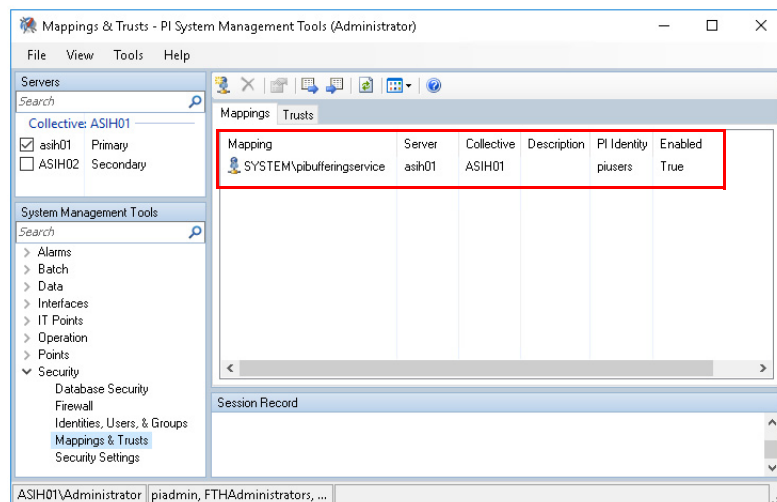 Mappings & Trusts - PI System Management Tools (Administrator)
File View Tools Help
Servers
Search
Collective: ASIH01
asih01 Primary
ASIH02 Secondary
System Management Tools
Search
Alarms
Batch
Data
Interfaces
IT Points
Operation
Points
Security
Database Security
Firewall
Identities, Users, & Groups
Mappings & Trusts
Security Settings
Mappings Trusts
Mapping Server Collective Description PI Identity Enabled
SYSTEM\pibufferingservice asih01 ASIH01 piusers True
Session Record
ASIH01\Administrator piadmin, FTHAdministrators, ...